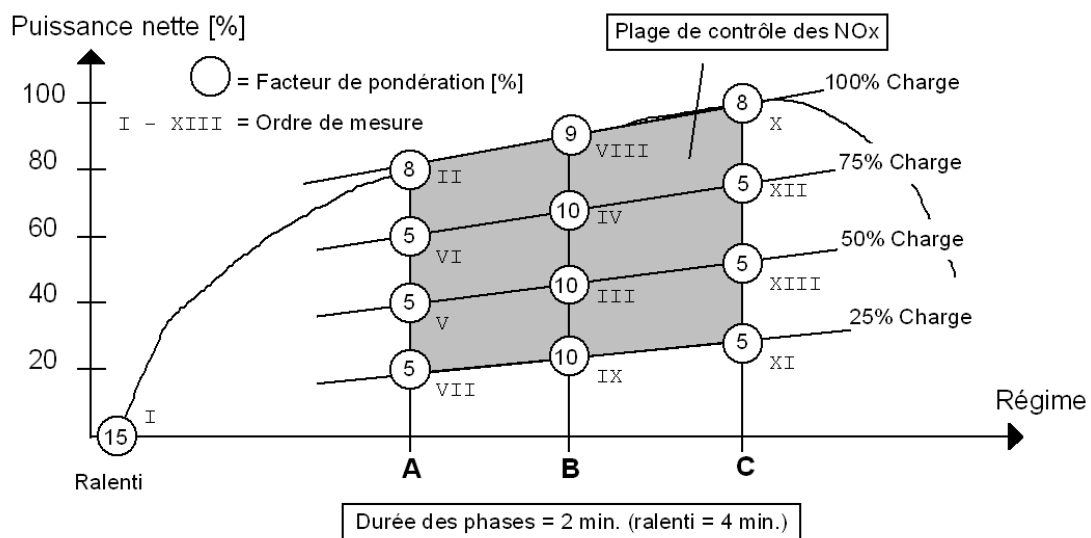 Puissance nette [%]
Plage de contrôle des NOx
= Facteur de pondération [%]
I - XIII = Ordre de mesure
100
80
60
40
20
100% Charge
75% Charge
50% Charge
25% Charge
8
X
9
VIII
8
II
5
XII
10
IV
5
VI
5
XIII
10
III
5
V
5
XI
10
IX
5
VII
15
I
Régime
Ralenti
A B C
Durée des phases = 2 min. (ralenti = 4 min.)